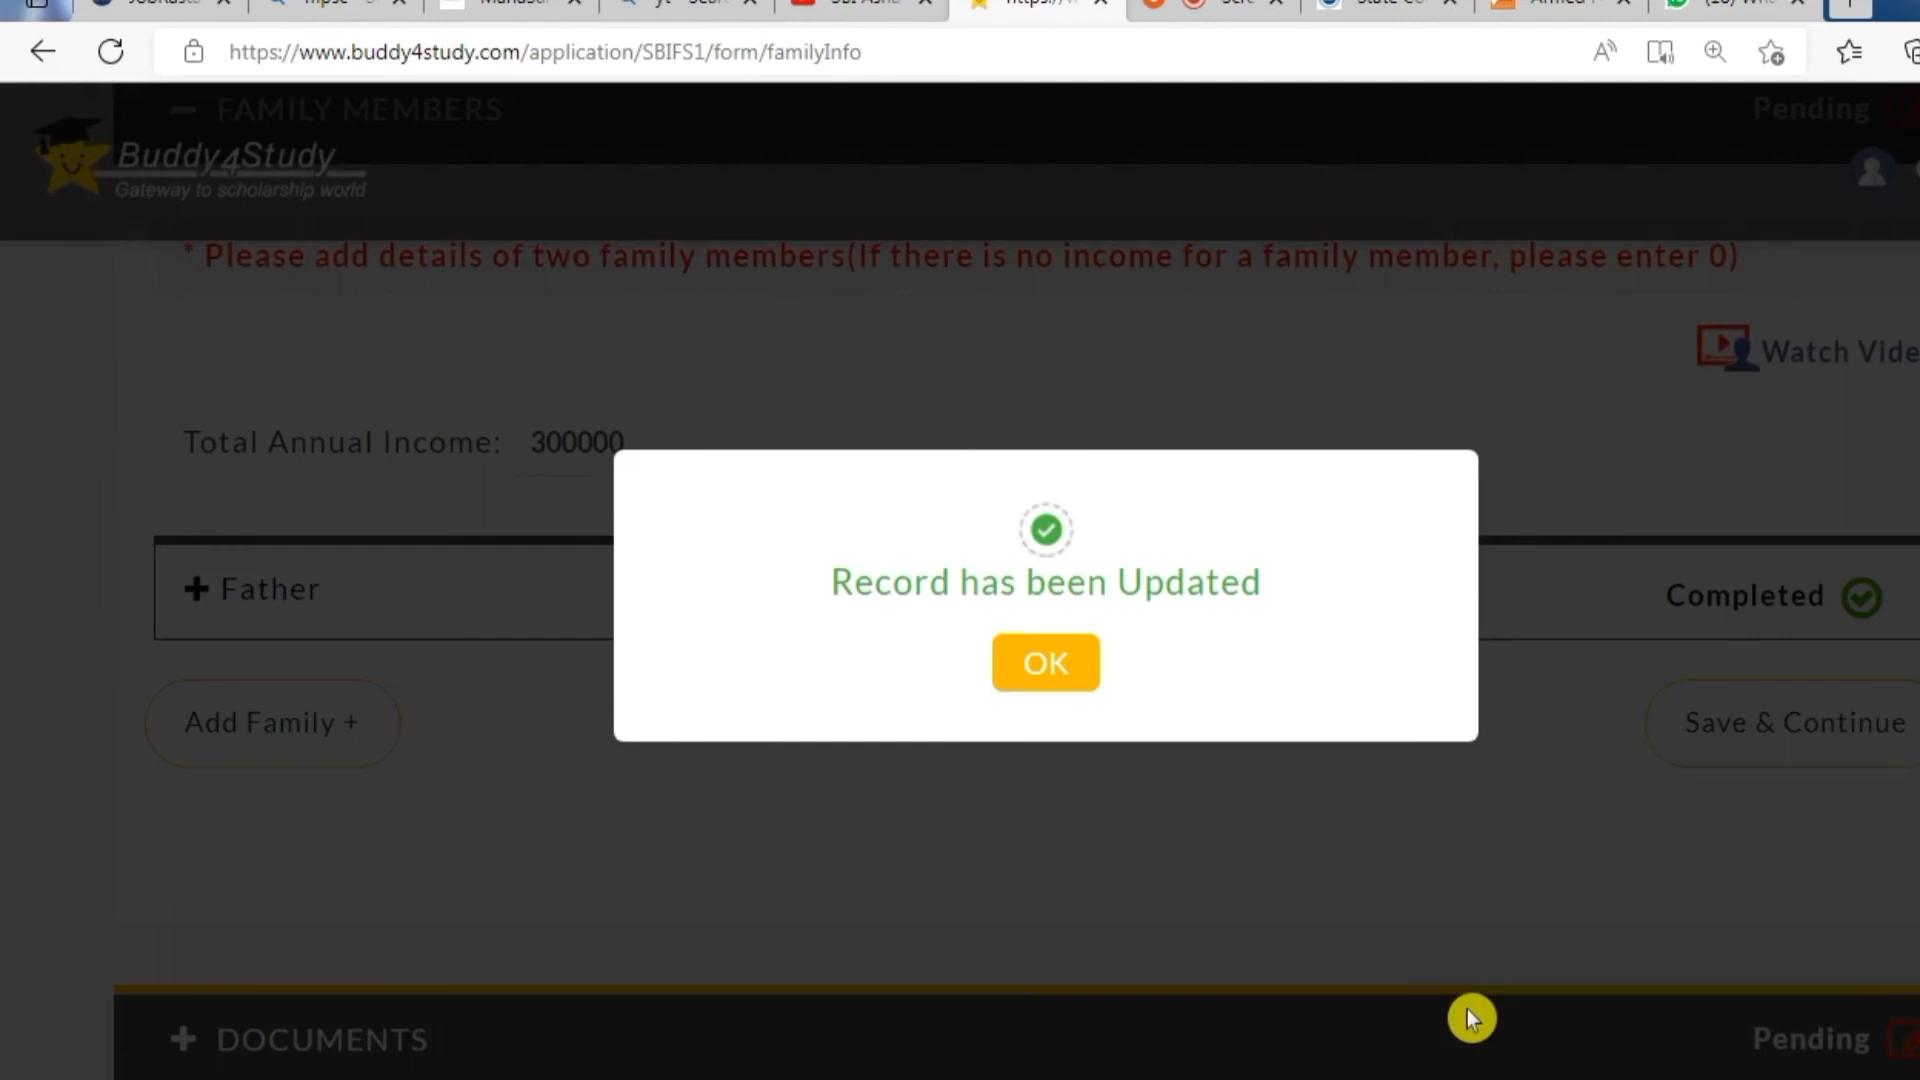 https://www.buddy4study.com/application/SBIFS1/form/familyInfo
FAMILY MEMBERS
Pending
Buddy4Study
Gateway to scholarship world
* Please add details of two family members(If there is no income for a family member, please enter 0)
Watch Vide
Total Annual Income: 300000
Record has been Updated
OK
+ Father
Completed
Add Family +
Save & Continue
+ DOCUMENTS
Pending